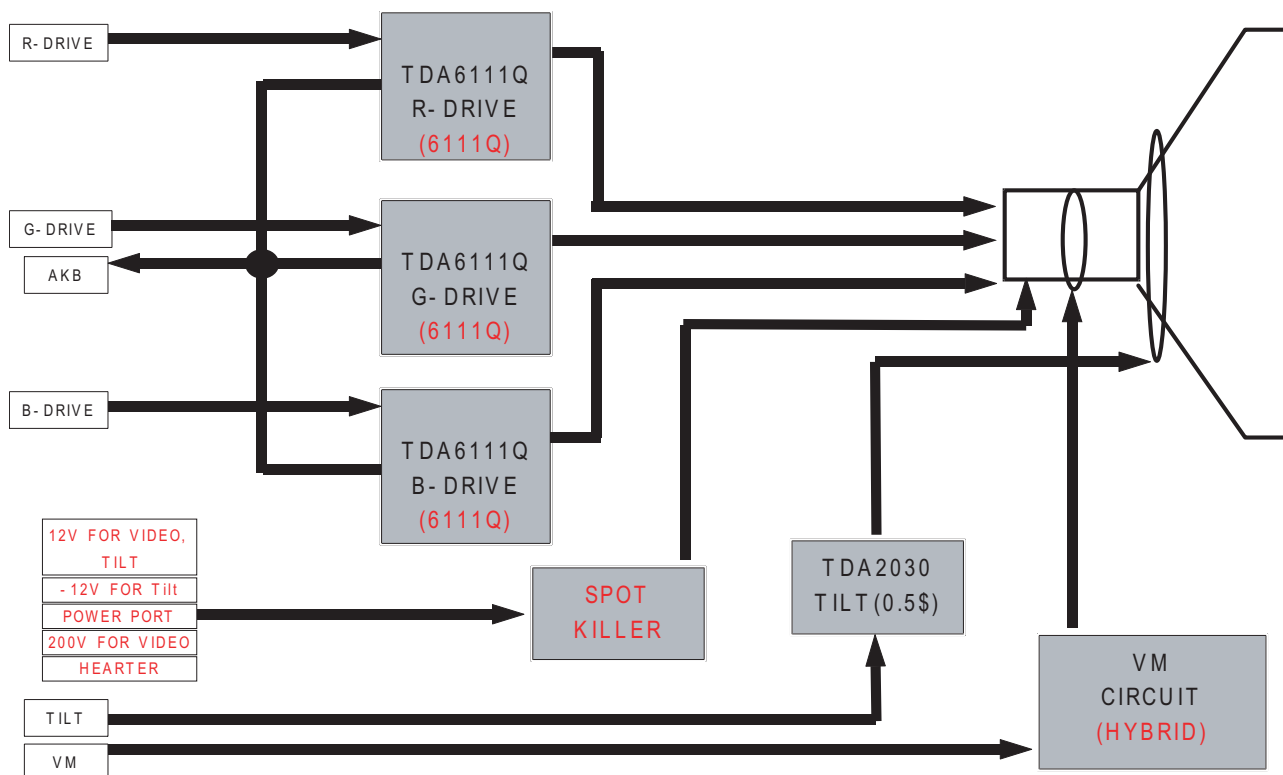 R-DRIVE
TDA6111Q
R-DRIVE
(6111Q)
G-DRIVE
AKB
TDA6111Q
G-DRIVE
(6111Q)
B-DRIVE
TDA6111Q
B-DRIVE
(6111Q)
12V FOR VIDEO,
TILT
-12V FOR Tilt
POWER PORT
200V FOR VIDEO
HEARTER
SPOT
KILLER
TDA2030
TILT(0.5$)
VM
CIRCUIT
(HYBRID)
TILT
VM